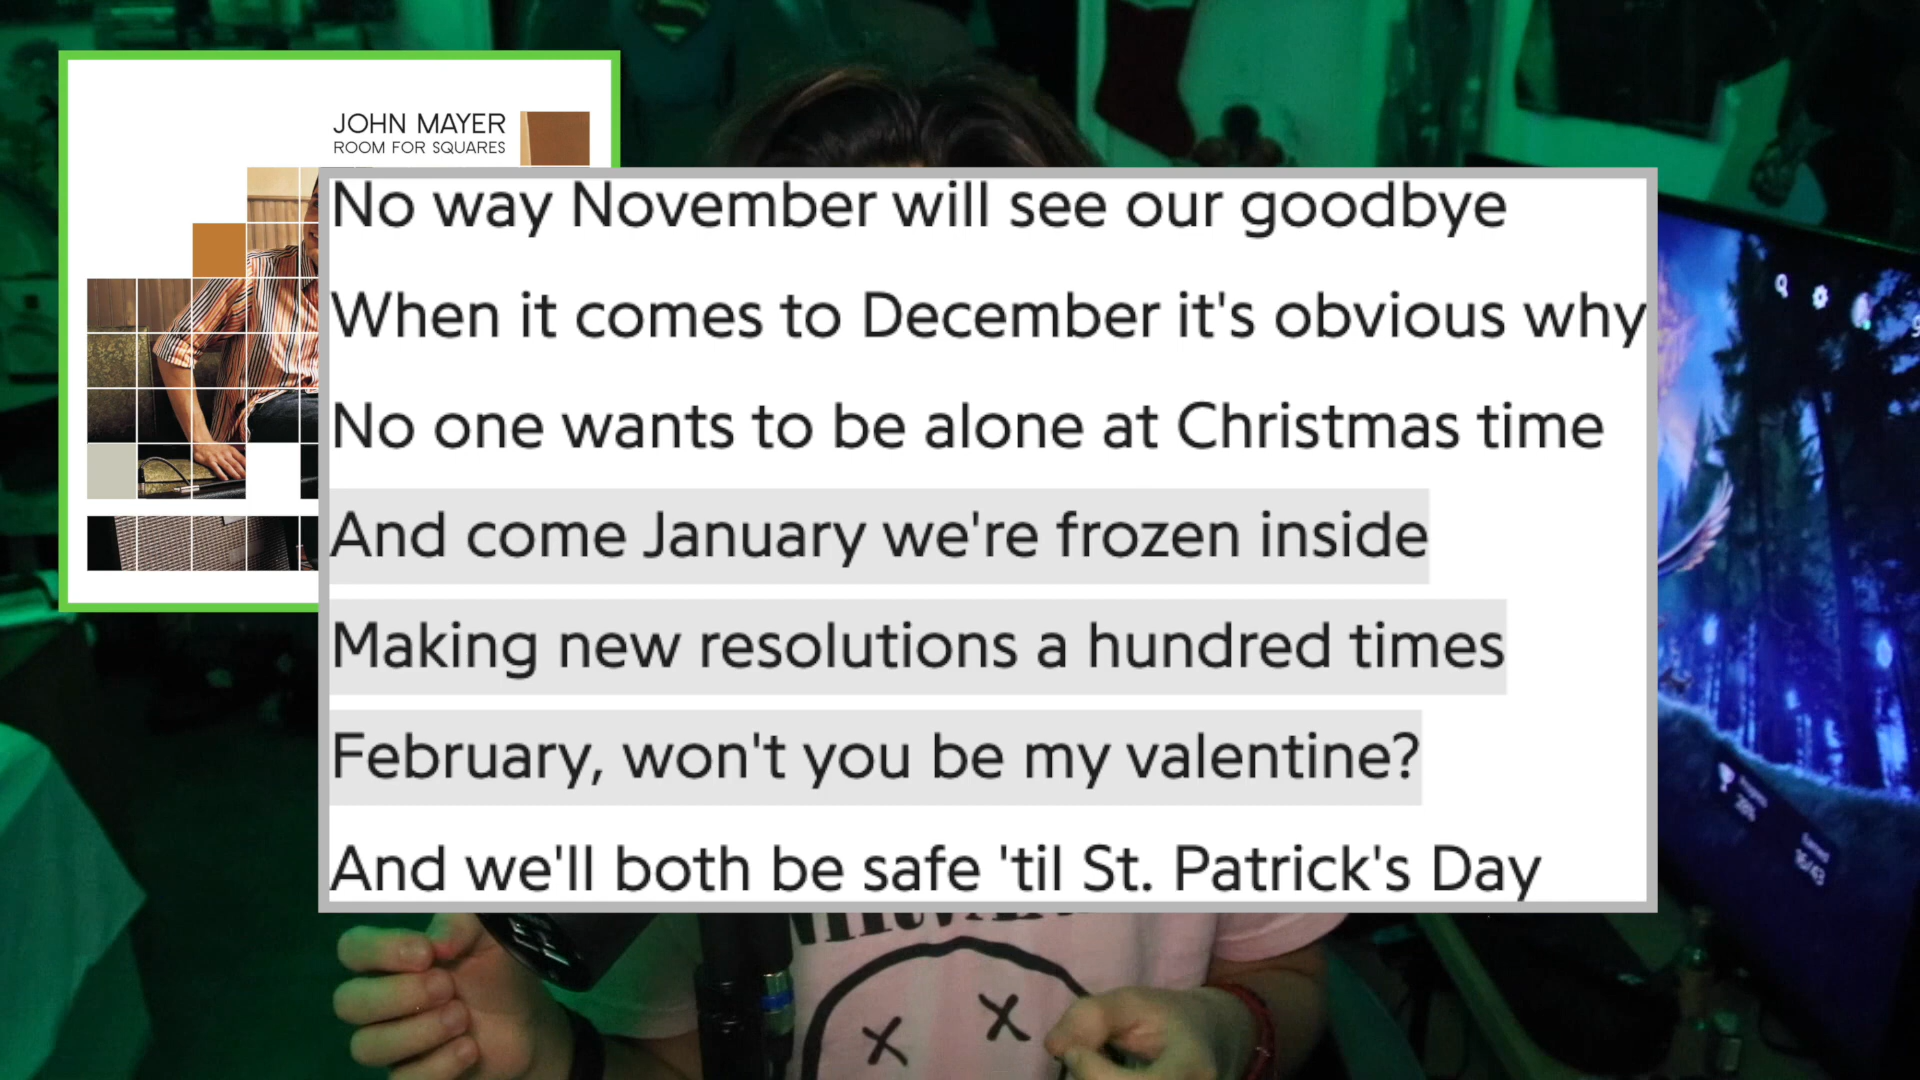 JOHN MAYER
ROOM FOR SQUARES
No way November will see our goodbye
When it comes to December it's obvious why
No one wants to be alone at Christmas time
And come January we're frozen inside
Making new resolutions a hundred times
February, won't you be my valentine?
And we'll both be safe 'til St. Patrick's Day